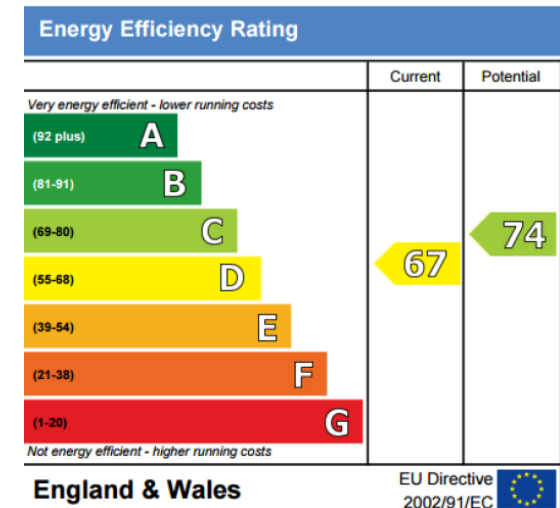 Energy Efficiency Rating
Current Potential
Very energy efficient - lower running costs
(92 plus) A
(81-91) B
(69-80) C
74
(55-68) D
67
(39-54) E
(21-38) F
(1-20) G
Not energy efficient - higher running costs
England & Wales
EU Directive
2002/91/EC